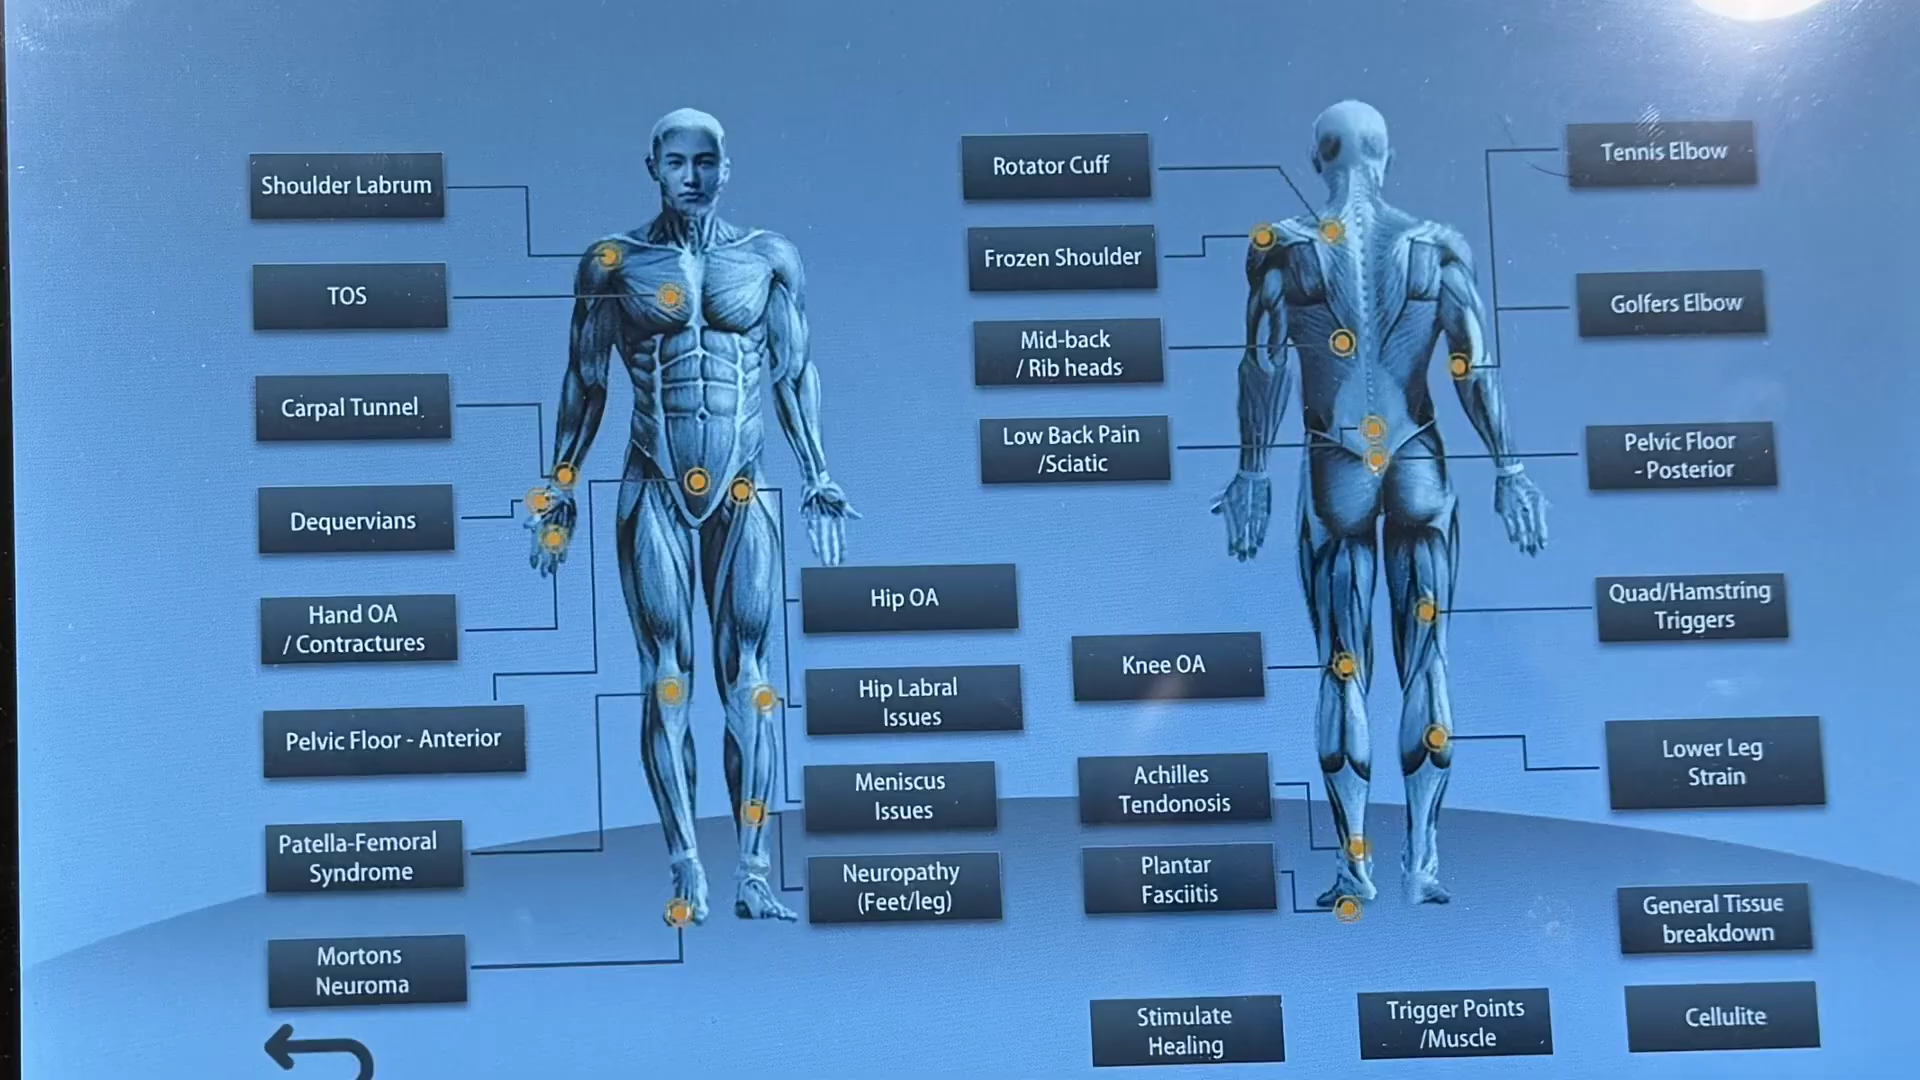 Shoulder Labrum
TOS
Carpal Tunnel
Dequervians
Hand OA
/ Contractures
Pelvic Floor - Anterior
Patella-Femoral
Syndrome
Mortons
Neuroma
Hip OA
Hip Labral
Issues
Meniscus
Issues
Neuropathy
(Feet/leg)
Rotator Cuff
Frozen Shoulder
Mid-back
/ Rib heads
Low Back Pain
/Sciatic
Knee OA
Achilles
Tendonosis
Plantar
Fasciitis
Tennis Elbow
Golfers Elbow
Pelvic Floor
- Posterior
Quad/Hamstring
Triggers
Lower Leg
Strain
General Tissue
breakdown
Stimulate
Healing
Trigger Points
/Muscle
Cellulite